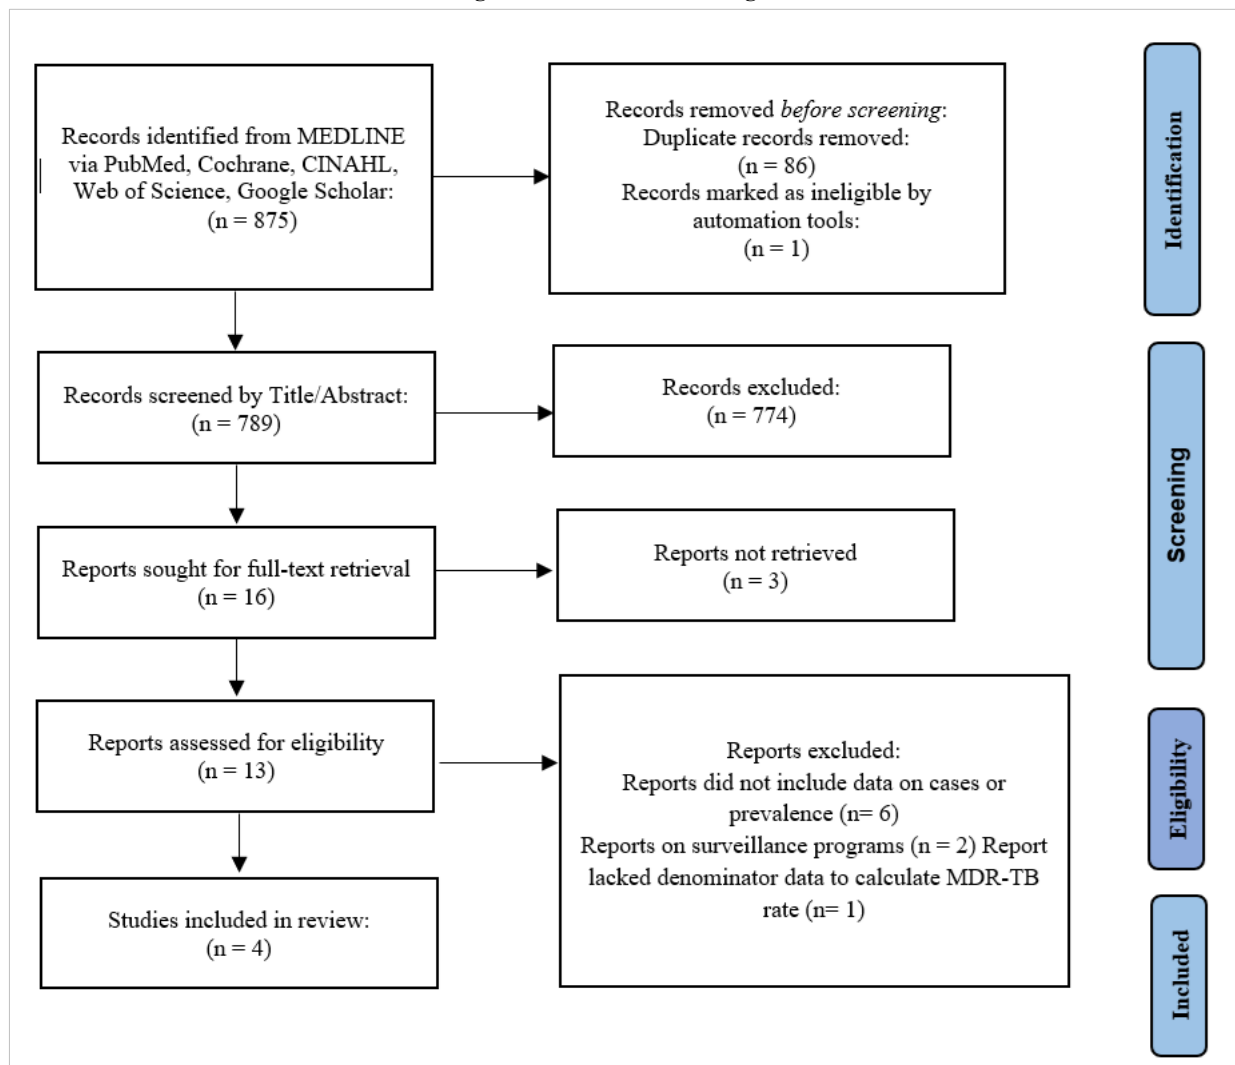 Records identified from MEDLINE
via PubMed, Cochrane, CINAHL,
Web of Science, Google Scholar:
(n = 875)
Records removed before screening:
Duplicate records removed:
(n = 86)
Records marked as ineligible by
automation tools:
(n = 1)
Identification
Records screened by Title/Abstract:
(n = 789)
Records excluded:
(n = 774)
Screening
Reports sought for full-text retrieval
(n = 16)
Reports not retrieved
(n = 3)
Reports assessed for eligibility
(n = 13)
Reports excluded:
Reports did not include data on cases or
prevalence (n= 6)
Reports on surveillance programs (n = 2) Report
lacked denominator data to calculate MDR-TB
rate (n= 1)
Eligibility
Studies included in review:
(n = 4)
Included